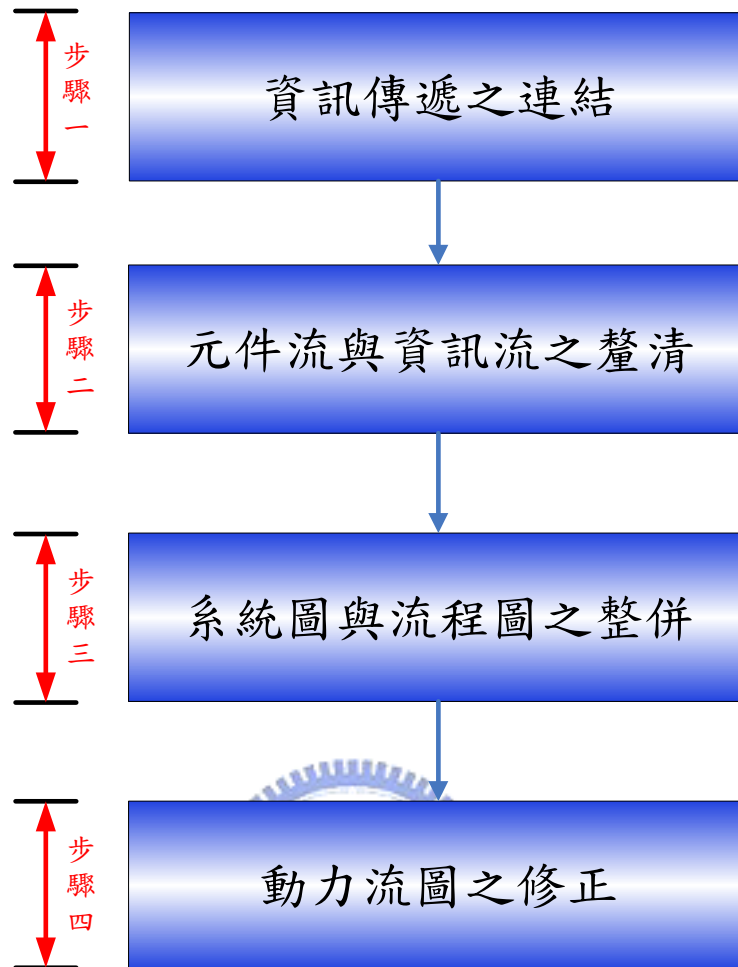 步驟一
資訊傳遞之連結
步驟二
元件流與資訊流之釐清
步驟三
系統圖與流程圖之整併
步驟四
動力流圖之修正